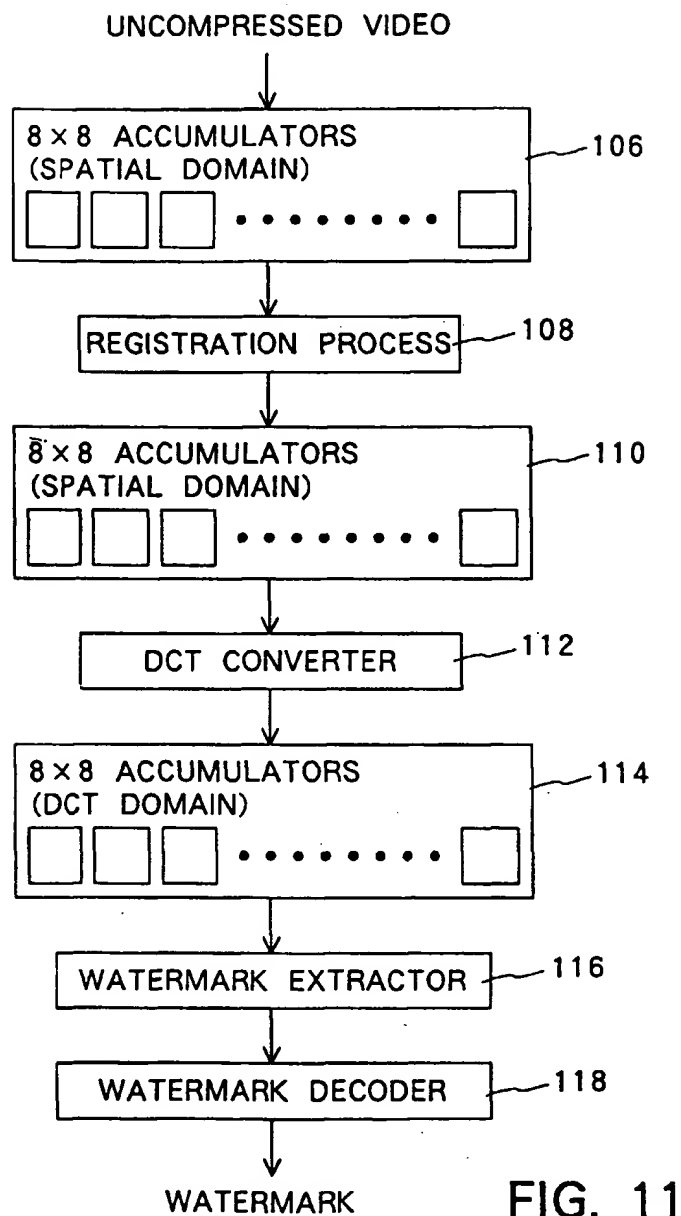 UNCOMPRESSED VIDEO
8 × 8 ACCUMULATORS
(SPATIAL DOMAIN)
106
REGISTRATION PROCESS
108
8 × 8 ACCUMULATORS
(SPATIAL DOMAIN)
110
DCT CONVERTER
112
8 × 8 ACCUMULATORS
(DCT DOMAIN)
114
WATERMARK EXTRACTOR
116
WATERMARK DECODER
118
WATERMARK
FIG. 11